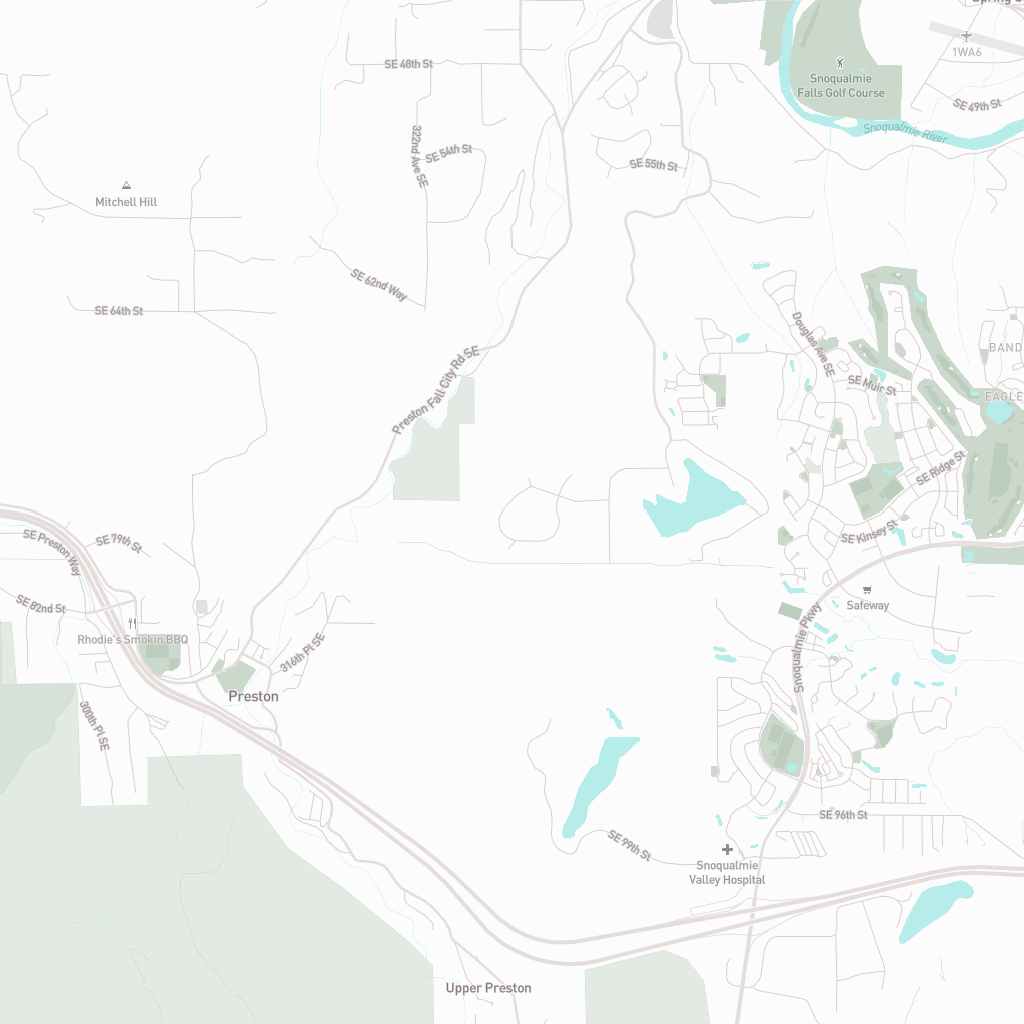 Spring
1WA6
SE 48th St
Snoqualmie
Falls Golf Course
SE 49th St
Snoqualmie River
322nd Ave SE
SE 54th St
SE 55th St
Mitchell Hill
SE 62nd Way
SE 64th St
Douglas Ave SE
BAND
Preston Fall City Rd SE
SE Muir St
EAGLE
SE Ridge St
SE Preston Way
SE 79th St
SE Kinsey St
SE 82nd St
Safeway
Rhodie's Smokin BBQ
316th Pl SE
Snoqualmie Pkwy
Preston
300th Pl SE
SE 96th St
SE 99th St
Snoqualmie
Valley Hospital
Upper Preston